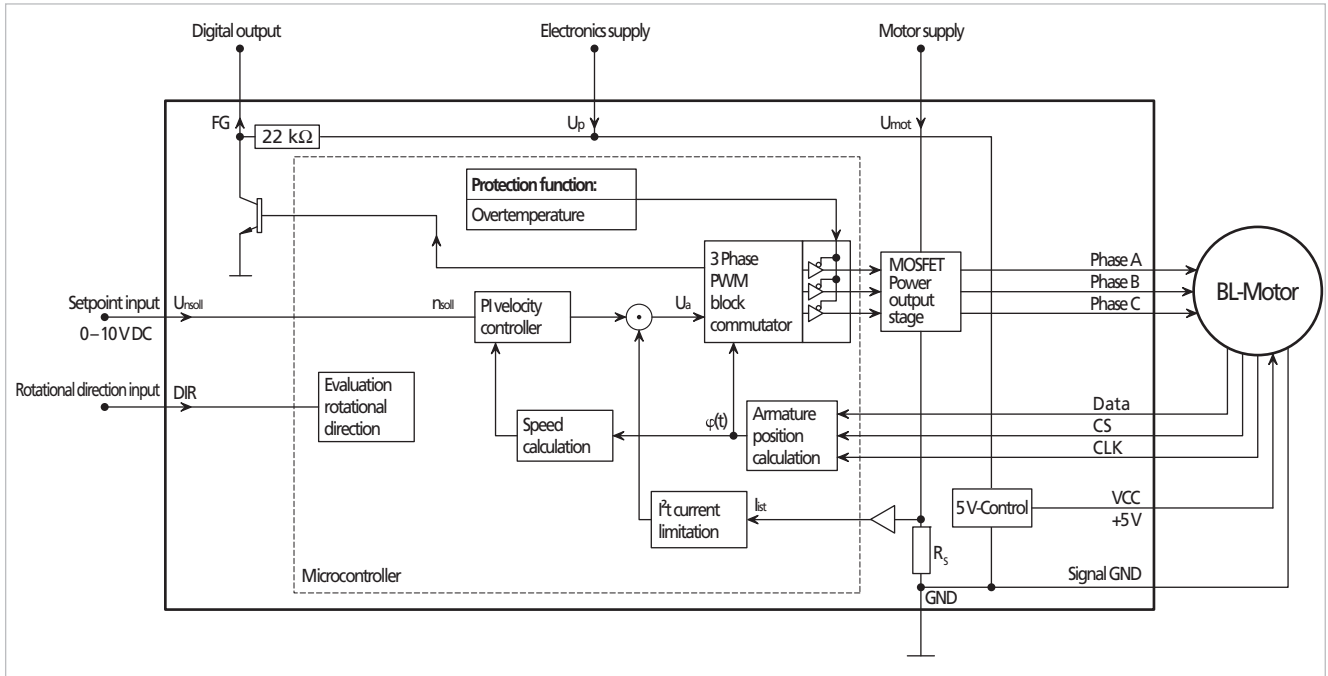 Digital output
Electronics supply
Motor supply
FG
22 kΩ
Up
Umot
Protection function:
Overtemperature
3 Phase
PWM
block
commutator
MOSFET
Power
output
stage
Phase A
Phase B
Phase C
BL-Motor
Setpoint input
Unsoll
0 – 10 V DC
nsoll
PI velocity
controller
Ua
Rotational direction input
DIR
Evaluation
rotational
direction
Speed
calculation
φ(t)
Armature
position
calculation
Data
CS
CLK
I²t current
limitation
Iist
5 V-Control
VCC
+5 V
RS
Microcontroller
Signal GND
GND